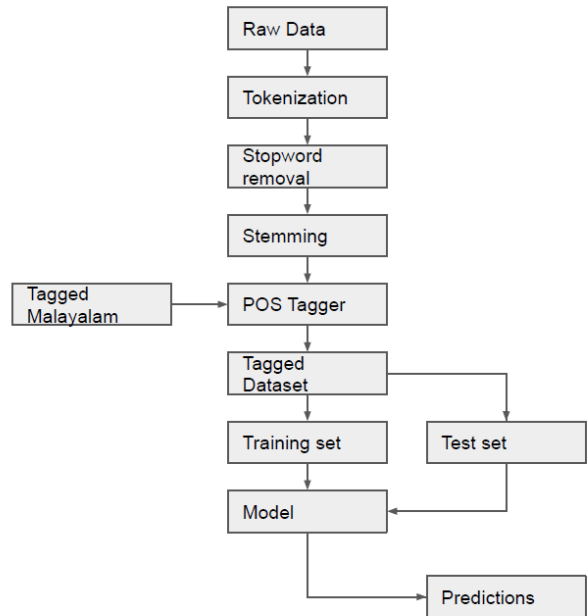 Raw Data
Tokenization
Stopword
removal
Stemming
Tagged
Malayalam
POS Tagger
Tagged
Dataset
Training set
Test set
Model
Predictions